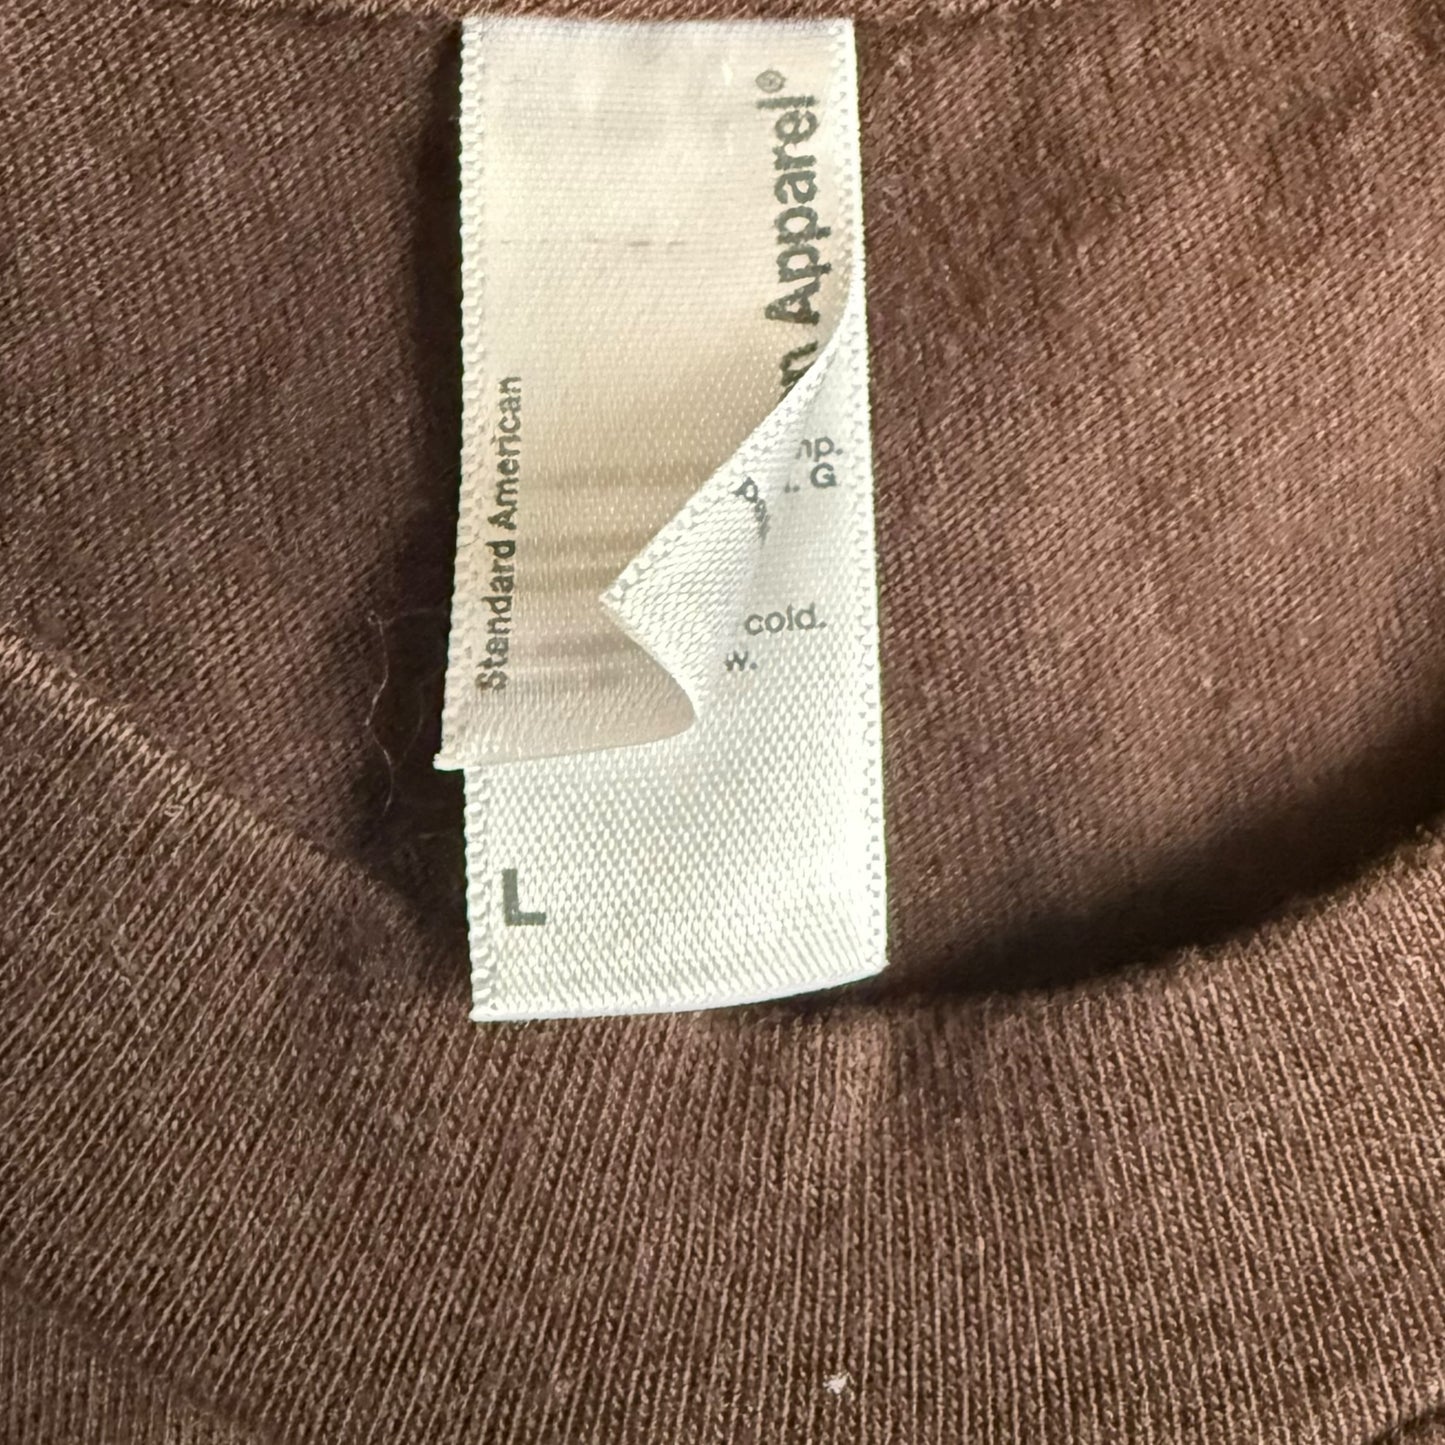 n Apparel®
Standard American
np.
G
cold.
w.
L